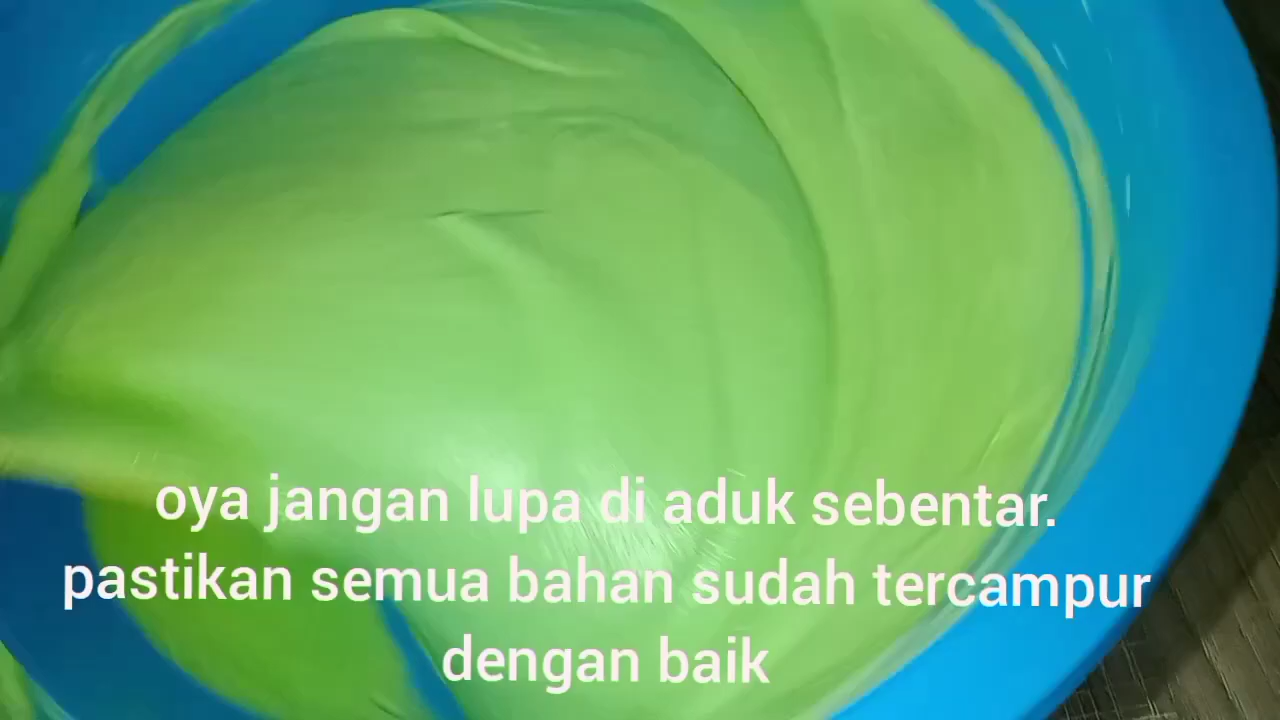 oya jangan lupa di aduk sebentar.
pastikan semua bahan sudah tercampur
dengan baik